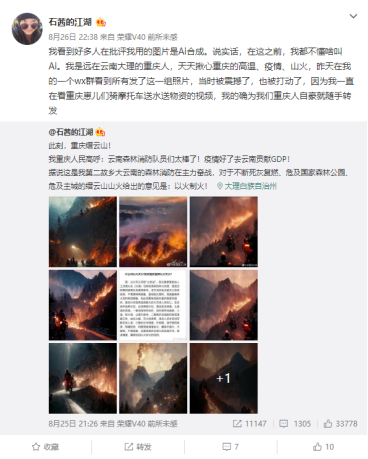 石茜的江湖
8月26日 22:38 来自 荣耀V40 前所未感
我看到好多人在批评我用的图片是AI合成。说实话，在这之前，我都不懂啥叫
AI。我是远在云南大理的重庆人，天天揪心重庆的高温、疫情、山火，昨天在我
的一个wx群看到所有发了这一组照片，当时被震撼了，也被打动了，因为我一直
在看重庆崽儿们骑摩托车送水送物资的视频，我的确为我们重庆人自豪就随手转
发
@石茜的江湖
此刻，重庆缙云山！
我重庆人民高呼：云南森林消防队员们太棒了！疫情好了去云南贡献GDP！
据说这是我第二故乡大云南的森林消防在主力奋战，对于不断死灰复燃、危及国家森林公园、
危及主城的缙云山山火给出的意见是：以火制火！ 大理白族自治州
+1
8月25日 21:26 来自 荣耀V40 前所未感 11147 1305 33778
收藏 转发 7 10